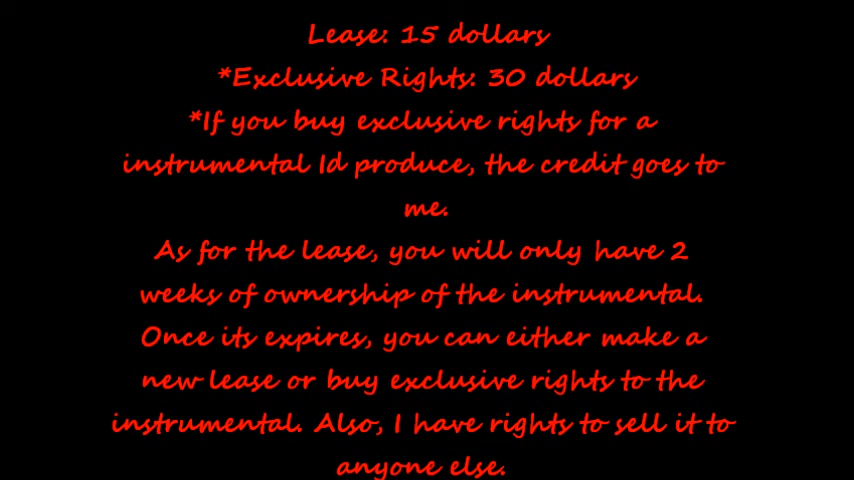 Lease: 15 dollars
*Exclusive Rights: 30 dollars
*If you buy exclusive rights for a
instrumental Id produce, the credit goes to
me.
As for the lease, you will only have 2
weeks of ownership of the instrumental.
Once its expires, you can either make a
new lease or buy exclusive rights to the
instrumental. Also, I have rights to sell it to
anyone else.